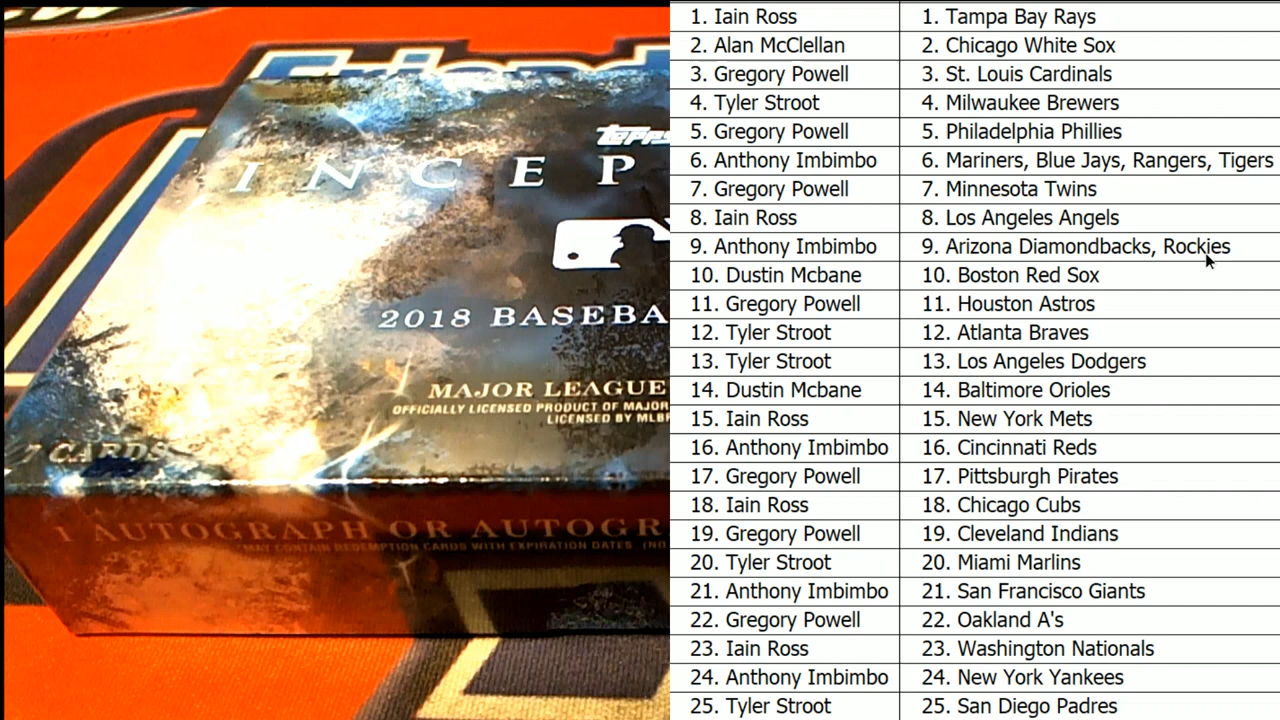 Topps
INCEP
2018 BASEBA
MAJOR LEAGUE
OFFICIALLY LICENSED PRODUCT OF MAJOR
LICENSED BY MLBP
7 CARDS
1 AUTOGRAPH OR AUTOGR
MAY CONTAIN REDEMPTION CARDS WITH EXPIRATION DATES (NO
1. Iain Ross 1. Tampa Bay Rays
2. Alan McClellan 2. Chicago White Sox
3. Gregory Powell 3. St. Louis Cardinals
4. Tyler Stroot 4. Milwaukee Brewers
5. Gregory Powell 5. Philadelphia Phillies
6. Anthony Imbimbo 6. Mariners, Blue Jays, Rangers, Tigers
7. Gregory Powell 7. Minnesota Twins
8. Iain Ross 8. Los Angeles Angels
9. Anthony Imbimbo 9. Arizona Diamondbacks, Rockies
10. Dustin Mcbane 10. Boston Red Sox
11. Gregory Powell 11. Houston Astros
12. Tyler Stroot 12. Atlanta Braves
13. Tyler Stroot 13. Los Angeles Dodgers
14. Dustin Mcbane 14. Baltimore Orioles
15. Iain Ross 15. New York Mets
16. Anthony Imbimbo 16. Cincinnati Reds
17. Gregory Powell 17. Pittsburgh Pirates
18. Iain Ross 18. Chicago Cubs
19. Gregory Powell 19. Cleveland Indians
20. Tyler Stroot 20. Miami Marlins
21. Anthony Imbimbo 21. San Francisco Giants
22. Gregory Powell 22. Oakland A's
23. Iain Ross 23. Washington Nationals
24. Anthony Imbimbo 24. New York Yankees
25. Tyler Stroot 25. San Diego Padres